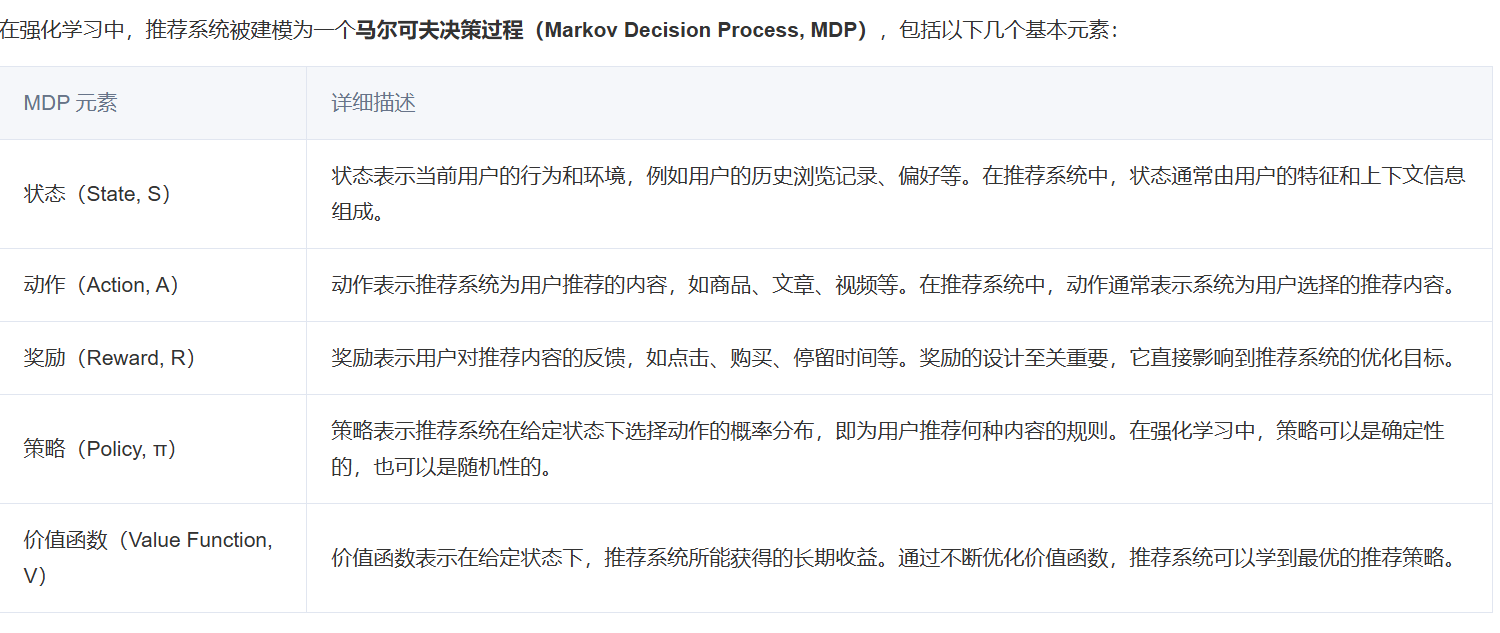 在强化学习中，推荐系统被建模为一个马尔可夫决策过程（Markov Decision Process, MDP），包括以下几个基本元素：
MDP 元素
详细描述
状态（State, S）
状态表示当前用户的行为和环境，例如用户的历史浏览记录、偏好等。在推荐系统中，状态通常由用户的特征和上下文信息
组成。
动作（Action, A）
动作表示推荐系统为用户推荐的内容，如商品、文章、视频等。在推荐系统中，动作通常表示系统为用户选择的推荐内容。
奖励（Reward, R）
奖励表示用户对推荐内容的反馈，如点击、购买、停留时间等。奖励的设计至关重要，它直接影响到推荐系统的优化目标。
策略（Policy, π）
策略表示推荐系统在给定状态下选择动作的概率分布，即为用户推荐何种内容的规则。在强化学习中，策略可以是确定性
的，也可以是随机性的。
价值函数（Value Function,
V）
价值函数表示在给定状态下，推荐系统所能获得的长期收益。通过不断优化价值函数，推荐系统可以学到最优的推荐策略。